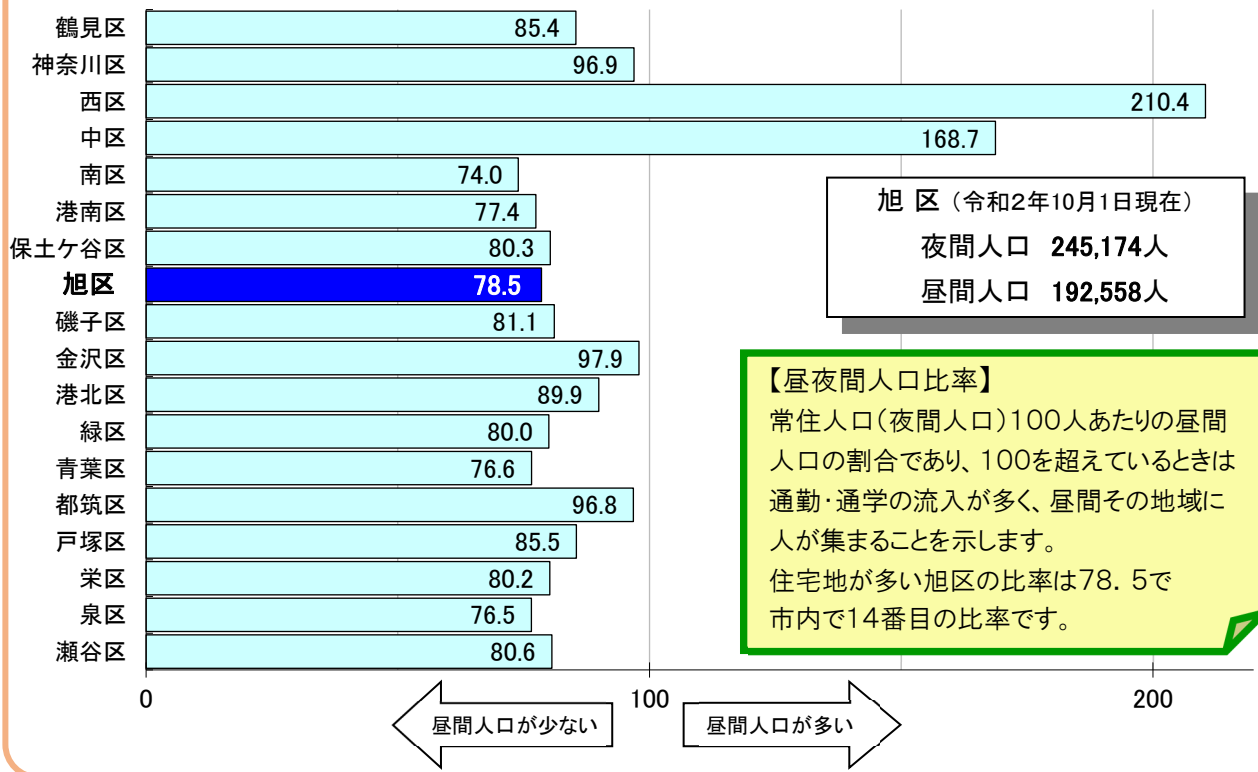 鶴見区 85.4
神奈川区 96.9
西区 210.4
中区 168.7
南区 74.0
港南区 77.4
保土ケ谷区 80.3
旭区 78.5
磯子区 81.1
金沢区 97.9
港北区 89.9
緑区 80.0
青葉区 76.6
都筑区 96.8
戸塚区 85.5
栄区 80.2
泉区 76.5
瀬谷区 80.6
0 100 200
昼間人口が少ない 昼間人口が多い
旭 区 (令和2年10月1日現在)
夜間人口 245,174人
昼間人口 192,558人
【昼夜間人口比率】
常住人口(夜間人口)100人あたりの昼間
人口の割合であり、100を超えているときは
通勤・通学の流入が多く、昼間その地域に
人が集まることを示します。
住宅地が多い旭区の比率は78.5で
市内で14番目の比率です。